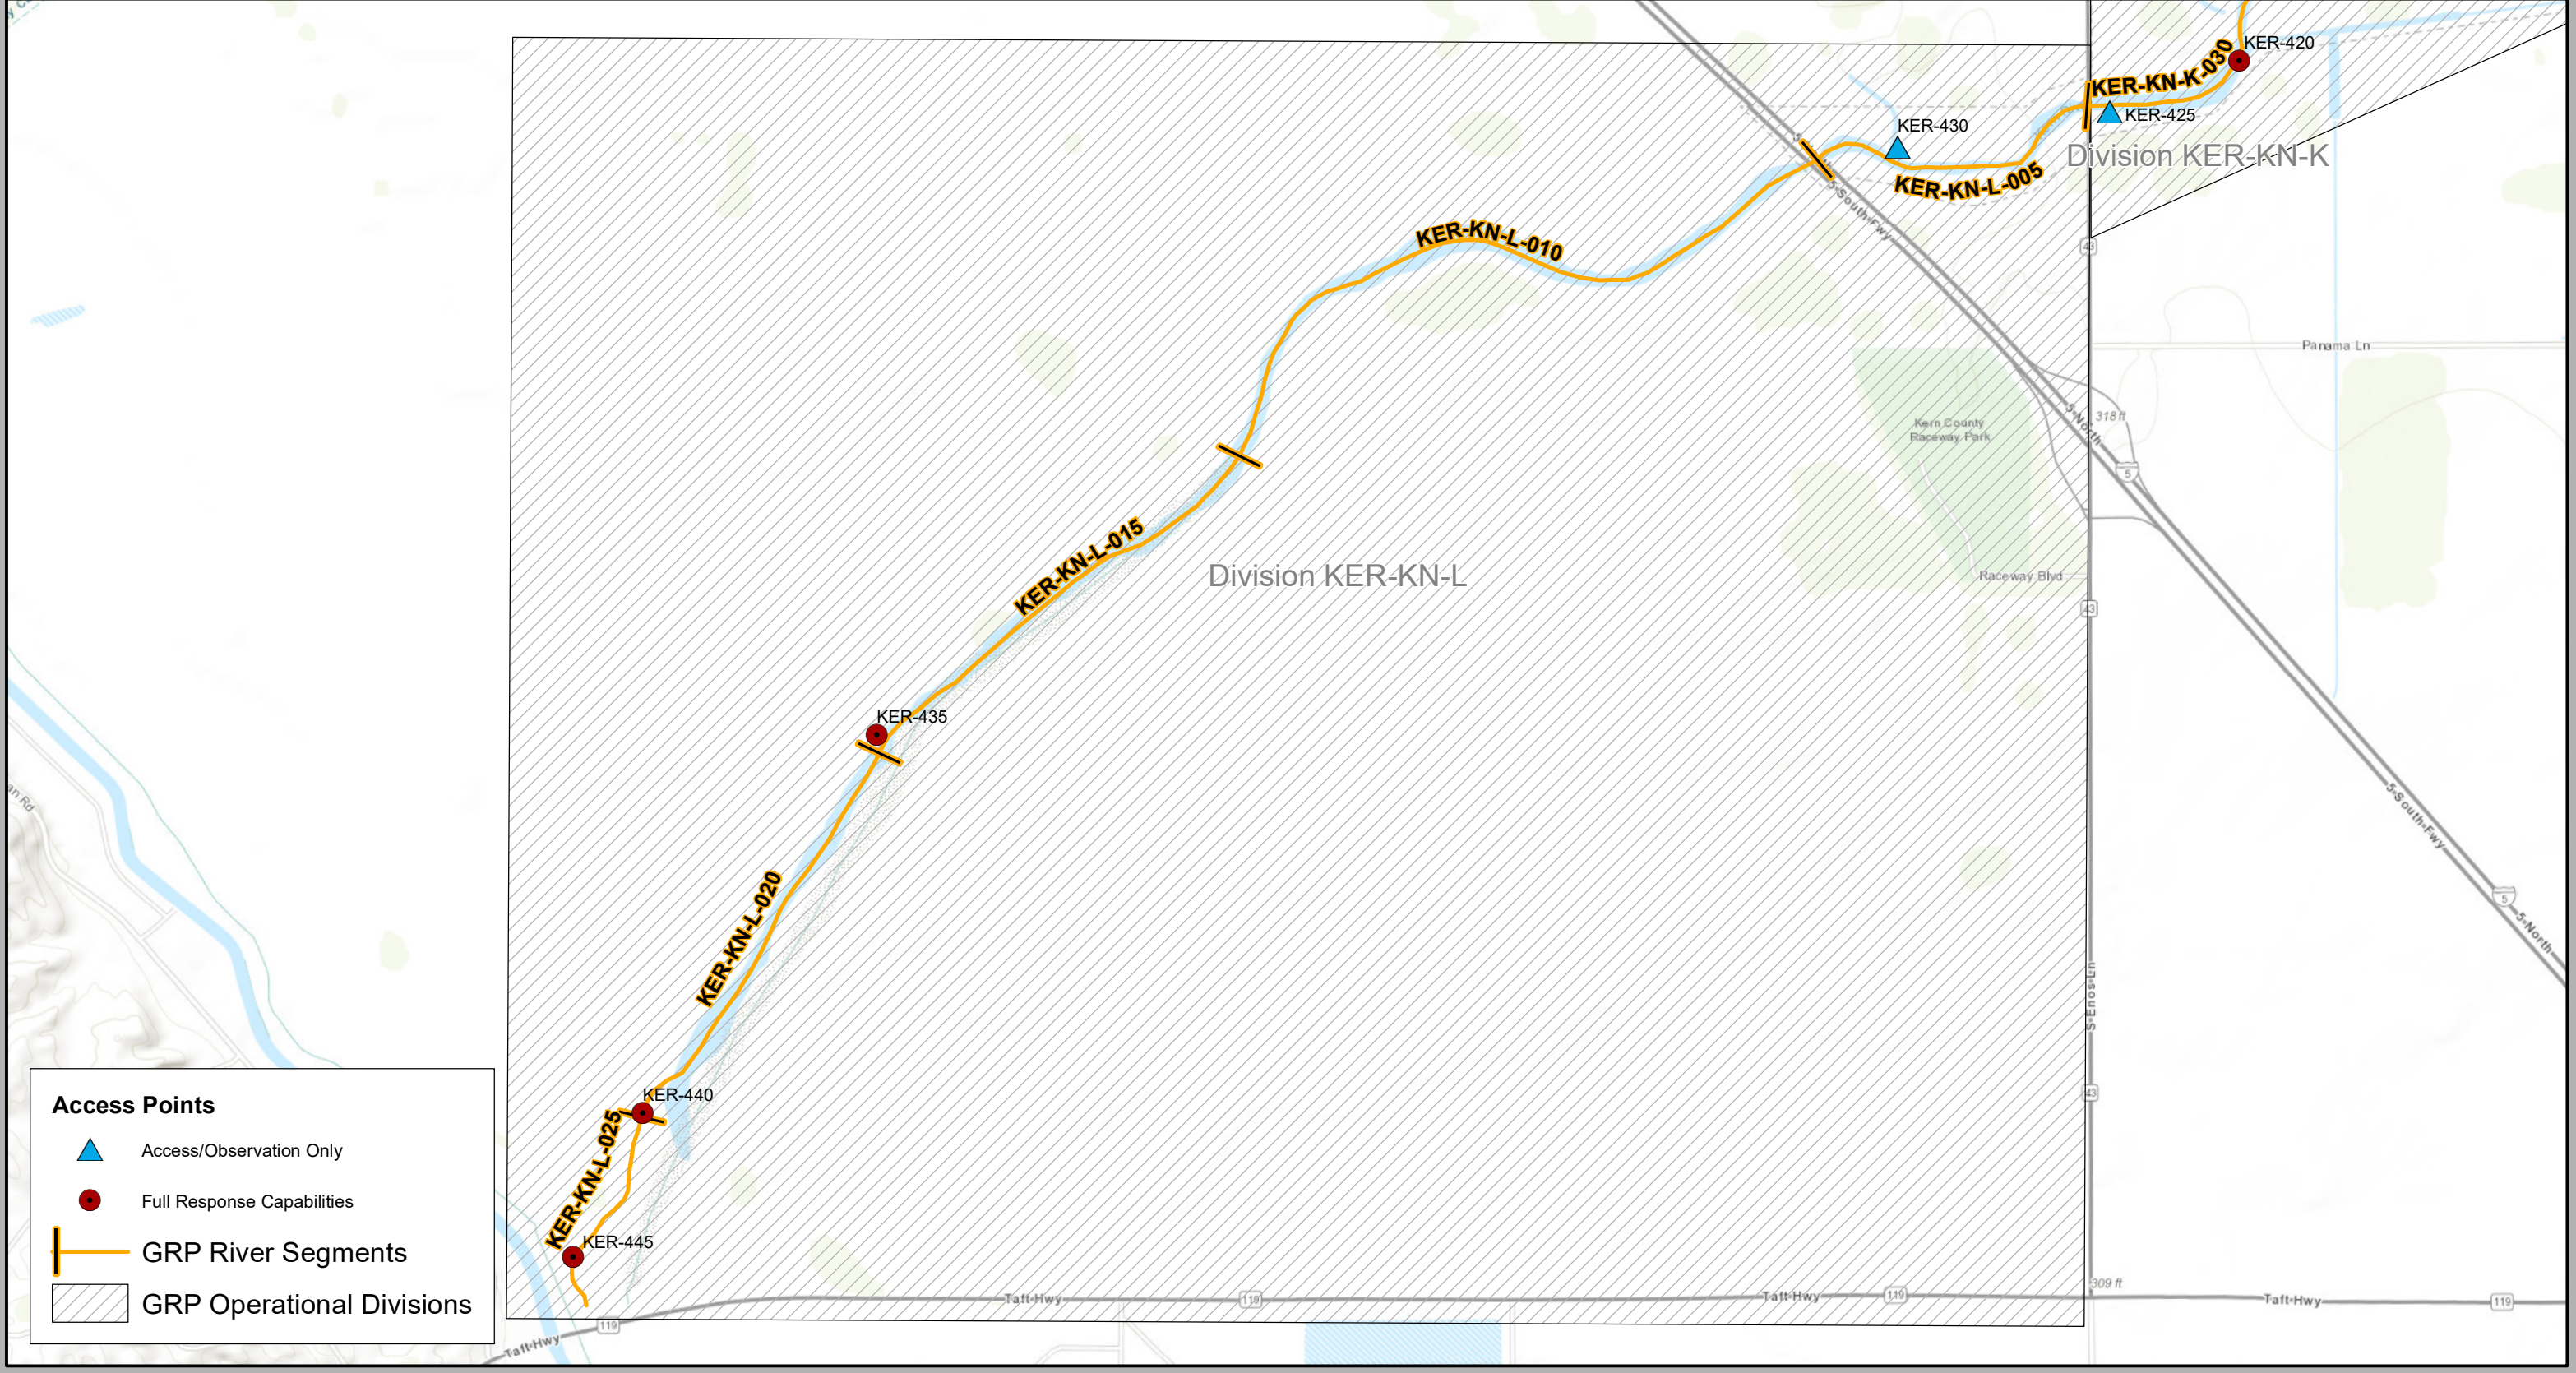 KER-420
KER-KN-K-030
KER-425
KER-430
Division KER-KN-K
KER-KN-L-005
5-South-Fwy
KER-KN-L-010
43
Panama Ln
318 ft
5-North
Kern County
Raceway Park
5
KER-KN-L-015
Division KER-KN-L
Raceway Blvd
43
KER-435
5-South-Fwy
KER-KN-L-020
5
5-North
S-Enos-Ln
KER-440
43
KER-KN-L-025
KER-445
309 ft
Taft-Hwy
119
Taft-Hwy
119
Taft-Hwy
119
119
Taft-Hwy
Access Points
Access/Observation Only
Full Response Capabilities
GRP River Segments
GRP Operational Divisions